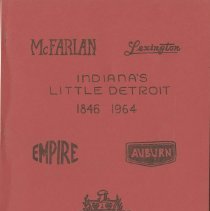 McFARLAN Lexington
INDIANA'S
LITTLE DETROIT
1846 1964
EMPIRE AUBURN